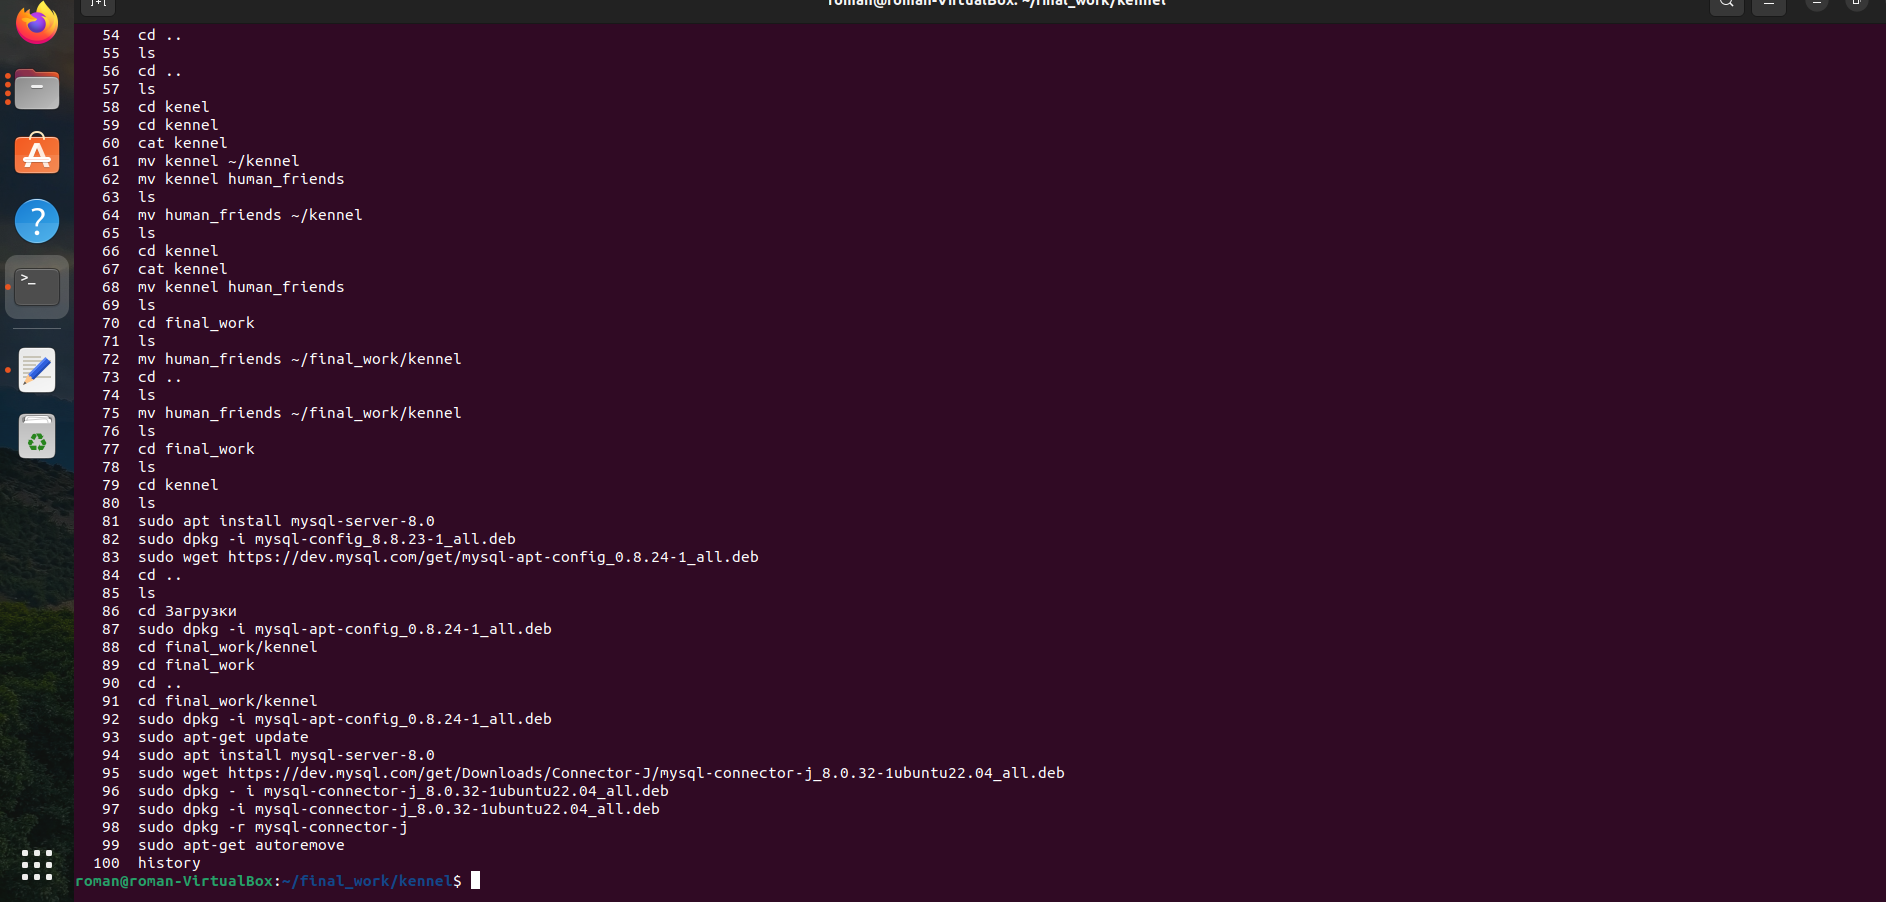 roman@roman-VirtualBox: ~/final_work/kennel
54 cd ..
55 ls
56 cd ..
57 ls
58 cd kenel
59 cd kennel
60 cat kennel
61 mv kennel ~/kennel
62 mv kennel human_friends
63 ls
64 mv human_friends ~/kennel
65 ls
66 cd kennel
67 cat kennel
68 mv kennel human_friends
69 ls
70 cd final_work
71 ls
72 mv human_friends ~/final_work/kennel
73 cd ..
74 ls
75 mv human_friends ~/final_work/kennel
76 ls
77 cd final_work
78 ls
79 cd kennel
80 ls
81 sudo apt install mysql-server-8.0
82 sudo dpkg -i mysql-config_8.8.23-1_all.deb
83 sudo wget https://dev.mysql.com/get/mysql-apt-config_0.8.24-1_all.deb
84 cd ..
85 ls
86 cd Загрузки
87 sudo dpkg -i mysql-apt-config_0.8.24-1_all.deb
88 cd final_work/kennel
89 cd final_work
90 cd ..
91 cd final_work/kennel
92 sudo dpkg -i mysql-apt-config_0.8.24-1_all.deb
93 sudo apt-get update
94 sudo apt install mysql-server-8.0
95 sudo wget https://dev.mysql.com/get/Downloads/Connector-J/mysql-connector-j_8.0.32-1ubuntu22.04_all.deb
96 sudo dpkg - i mysql-connector-j_8.0.32-1ubuntu22.04_all.deb
97 sudo dpkg -i mysql-connector-j_8.0.32-1ubuntu22.04_all.deb
98 sudo dpkg -r mysql-connector-j
99 sudo apt-get autoremove
100 history
roman@roman-VirtualBox:~/final_work/kennel$